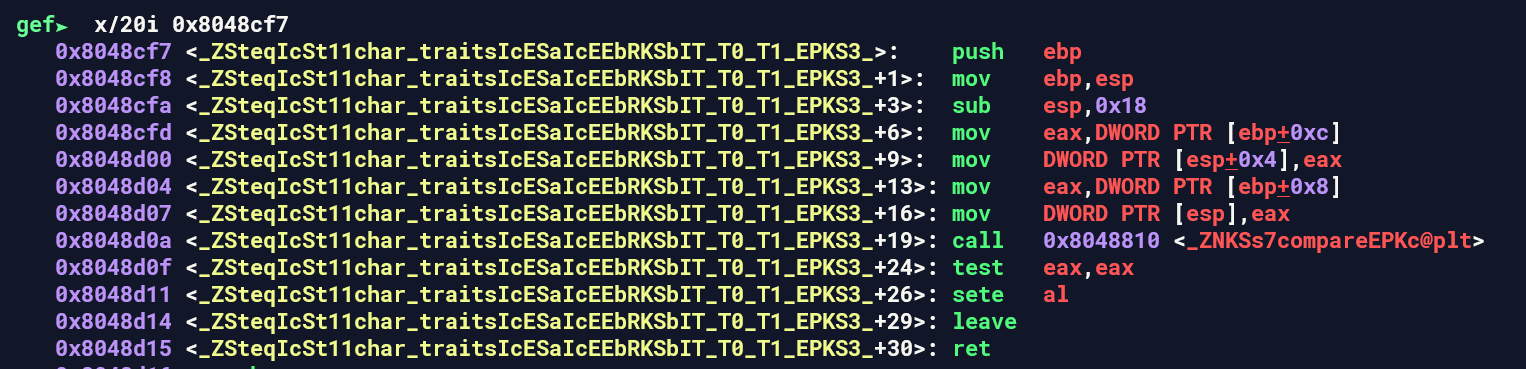 gef➤  x/20i 0x8048cf7
0x8048cf7 <_ZSteqIcSt11char_traitsIcESaIcEEbRKSbIT_T0_T1_EPKS3_>:    push   ebp
0x8048cf8 <_ZSteqIcSt11char_traitsIcESaIcEEbRKSbIT_T0_T1_EPKS3_+1>:  mov    ebp,esp
0x8048cfa <_ZSteqIcSt11char_traitsIcESaIcEEbRKSbIT_T0_T1_EPKS3_+3>:  sub    esp,0x18
0x8048cfd <_ZSteqIcSt11char_traitsIcESaIcEEbRKSbIT_T0_T1_EPKS3_+6>:  mov    eax,DWORD PTR [ebp+0xc]
0x8048d00 <_ZSteqIcSt11char_traitsIcESaIcEEbRKSbIT_T0_T1_EPKS3_+9>:  mov    DWORD PTR [esp+0x4],eax
0x8048d04 <_ZSteqIcSt11char_traitsIcESaIcEEbRKSbIT_T0_T1_EPKS3_+13>: mov    eax,DWORD PTR [ebp+0x8]
0x8048d07 <_ZSteqIcSt11char_traitsIcESaIcEEbRKSbIT_T0_T1_EPKS3_+16>: mov    DWORD PTR [esp],eax
0x8048d0a <_ZSteqIcSt11char_traitsIcESaIcEEbRKSbIT_T0_T1_EPKS3_+19>: call   0x8048810 <_ZNKSs7compareEPKc@plt>
0x8048d0f <_ZSteqIcSt11char_traitsIcESaIcEEbRKSbIT_T0_T1_EPKS3_+24>: test   eax,eax
0x8048d11 <_ZSteqIcSt11char_traitsIcESaIcEEbRKSbIT_T0_T1_EPKS3_+26>: sete   al
0x8048d14 <_ZSteqIcSt11char_traitsIcESaIcEEbRKSbIT_T0_T1_EPKS3_+29>: leave
0x8048d15 <_ZSteqIcSt11char_traitsIcESaIcEEbRKSbIT_T0_T1_EPKS3_+30>: ret